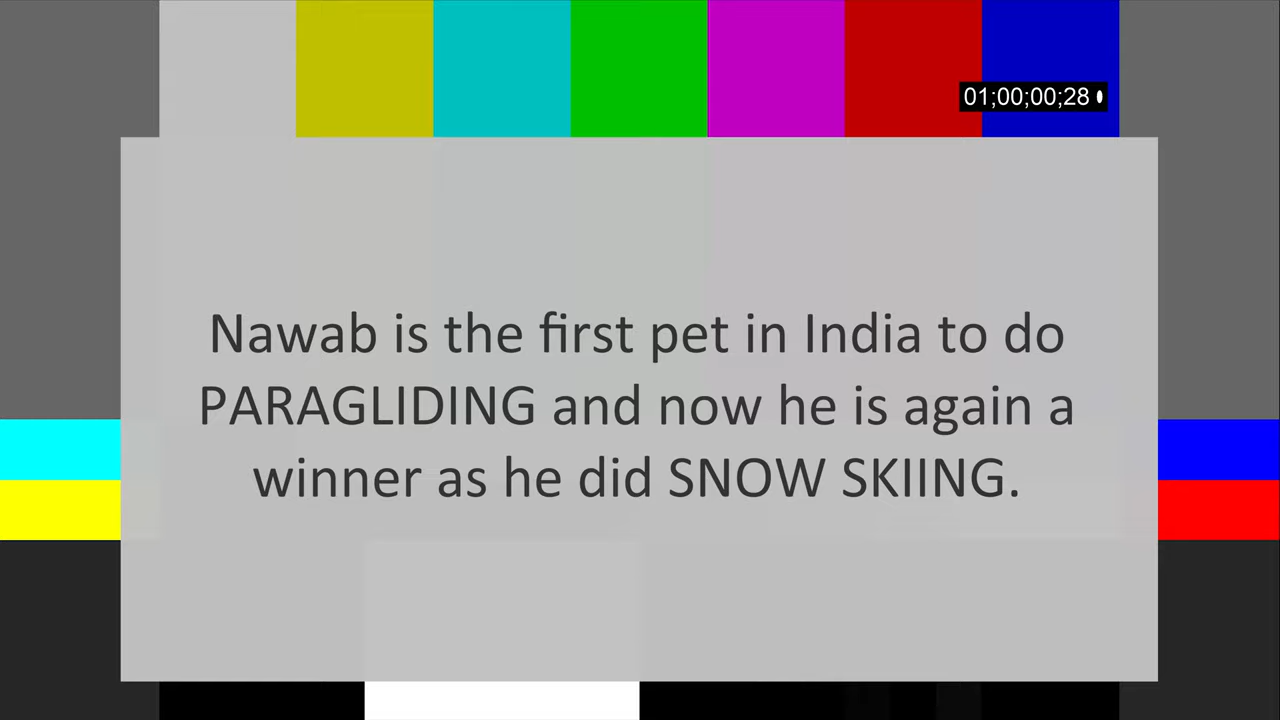 01;00;00;28
Nawab is the first pet in India to do
PARAGLIDING and now he is again a
winner as he did SNOW SKIING.